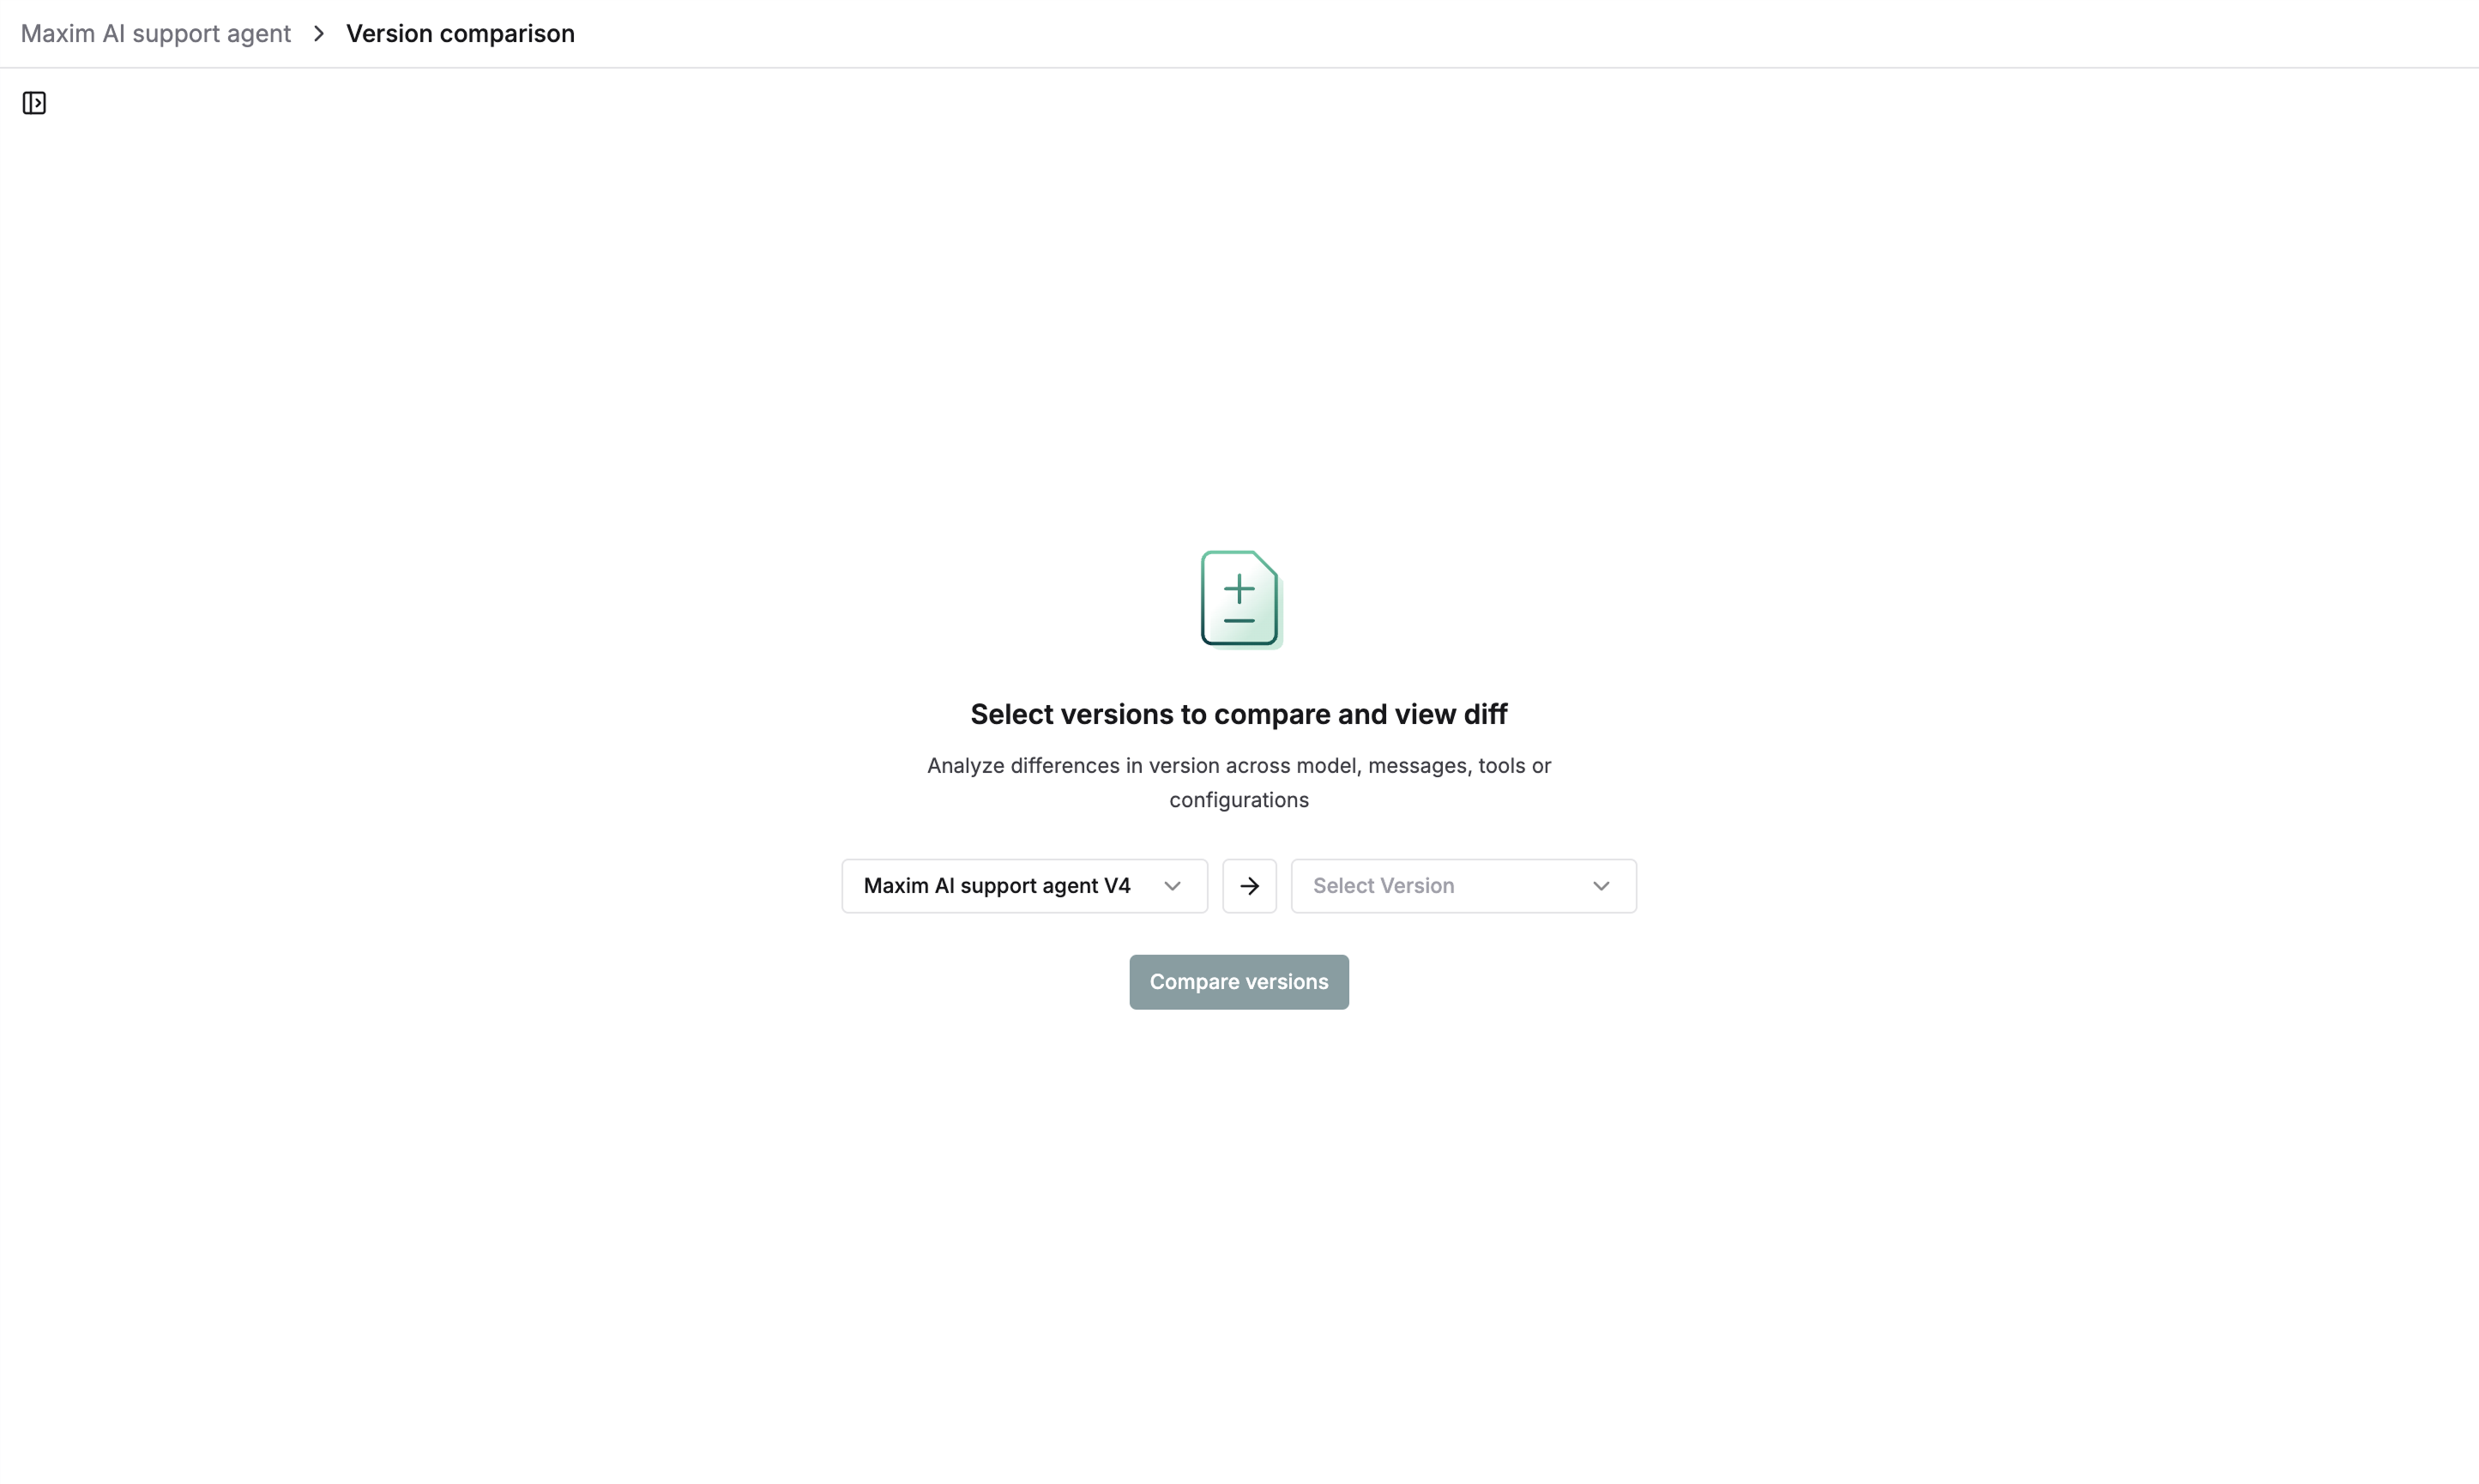 Maxim AI support agent > Version comparison
Select versions to compare and view diff
Analyze differences in version across model, messages, tools or
configurations
Maxim AI support agent V4
Select Version
Compare versions